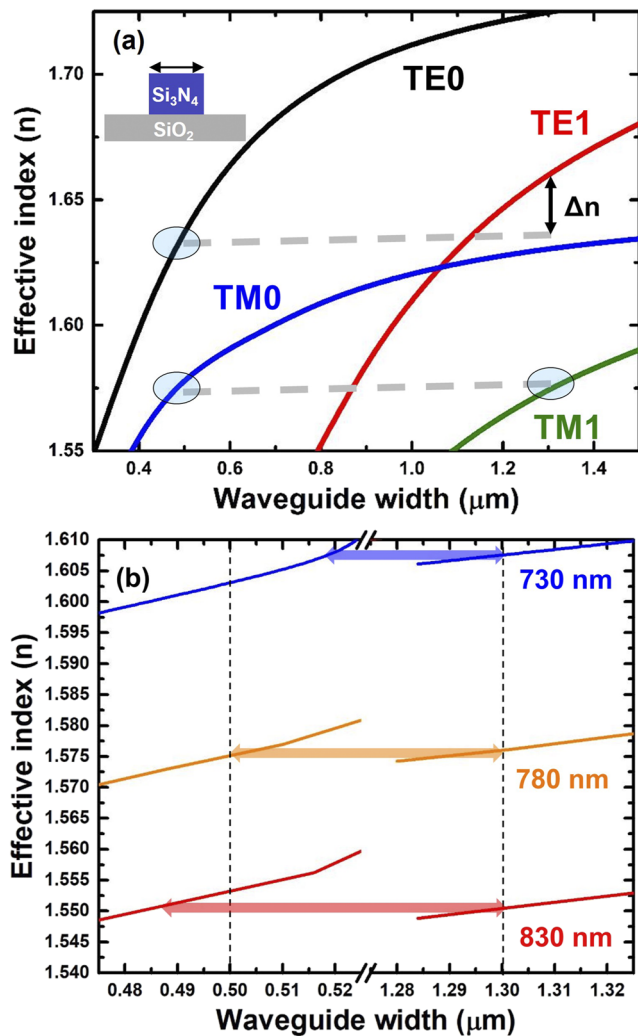 (a)
Si₃N₄
SiO₂
TE0
TE1
Δn
TM0
TM1
Effective index (n)
1.70
1.65
1.60
1.55
0.4 0.6 0.8 1.0 1.2 1.4
Waveguide width (μm)
(b)
730 nm
780 nm
830 nm
Effective index (n)
1.610
1.605
1.600
1.595
1.590
1.585
1.580
1.575
1.570
1.560
1.555
1.550
1.545
1.540
0.48 0.49 0.50 0.51 0.52 1.28 1.29 1.30 1.31 1.32
Waveguide width (μm)